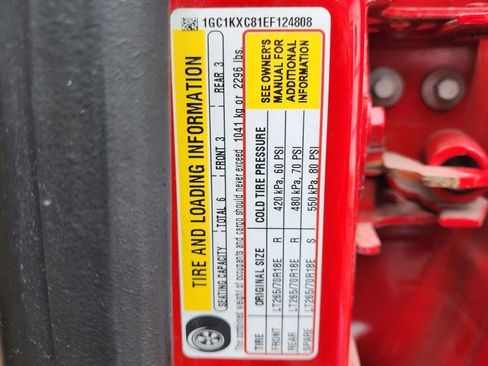 1GC1KXC81EF124808
TIRE AND LOADING INFORMATION
SEATING CAPACITY TOTAL 6 FRONT 3 REAR 3
The combined weight of occupants and cargo should never exceed 1041 kg or 2296 lbs.
TIRE ORIGINAL SIZE COLD TIRE PRESSURE
FRONT LT265/70R18E R 420 kPa, 60 PSI
REAR LT265/70R18E R 480 kPa, 70 PSI
SPARE LT265/70R18E S 550 kPa, 80 PSI
SEE OWNER'S
MANUAL FOR
ADDITIONAL
INFORMATION